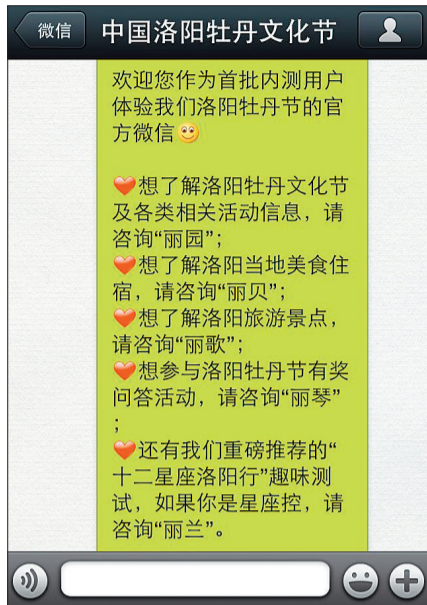 微信 中国洛阳牡丹文化节
欢迎您作为首批内测用户
体验我们洛阳牡丹节的官
方微信
想了解洛阳牡丹文化节
及各类相关活动信息，请
咨询“丽园”；
想了解洛阳当地美食住
宿，请咨询“丽贝”；
想了解洛阳旅游景点，
请咨询“丽歌”；
想参与洛阳牡丹节有奖
问答活动，请咨询“丽琴”
；
还有我们重磅推荐的“
十二星座洛阳行”趣味测
试，如果你是星座控，请
咨询“丽兰”。